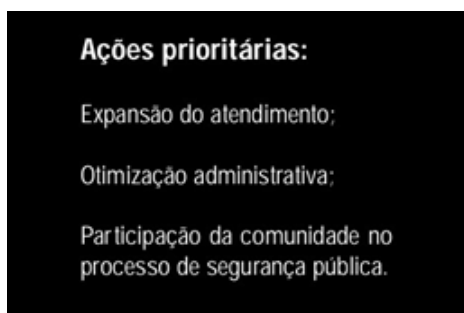 Ações prioritárias:
Expansão do atendimento;
Otimização administrativa;
Participação da comunidade no
processo de segurança pública.